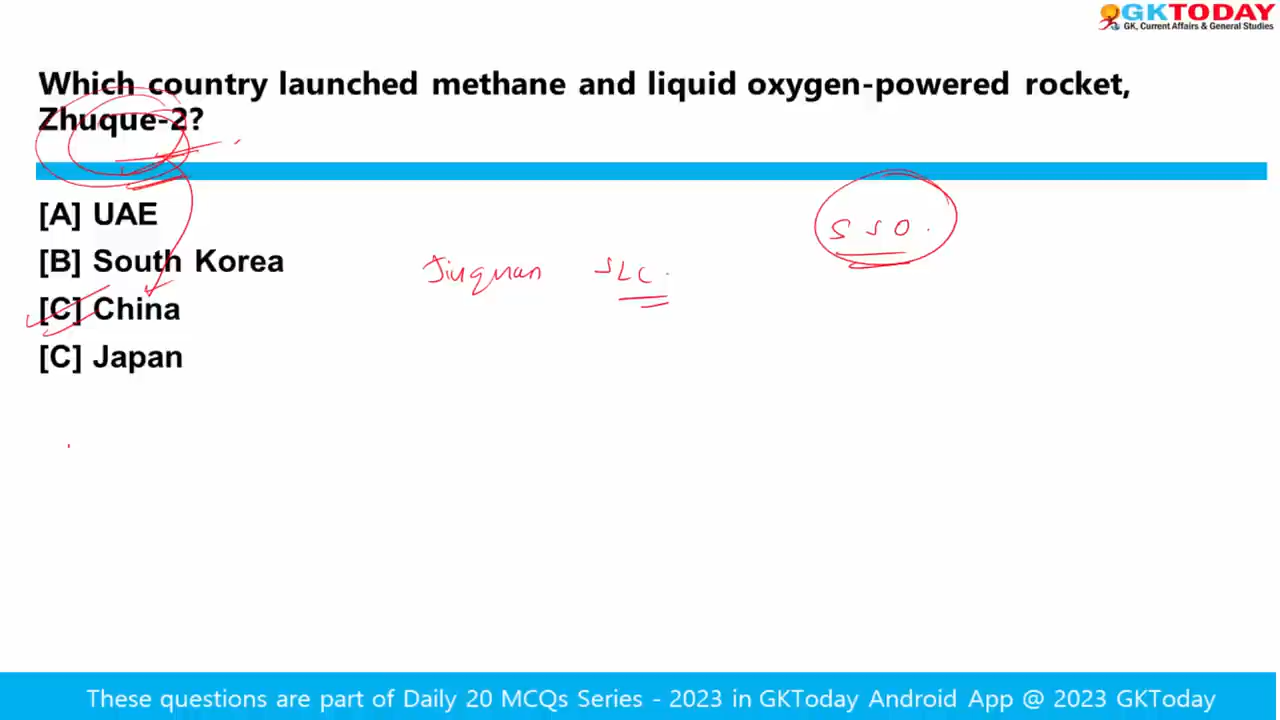 GKTODAY
GK, Current Affairs & General Studies
Which country launched methane and liquid oxygen-powered rocket,
Zhuque-2?
[A] UAE
SSO.
[B] South Korea
Jiuquan SLC.
[C] China
[C] Japan
These questions are part of Daily 20 MCQs Series - 2023 in GKToday Android App @ 2023 GKToday